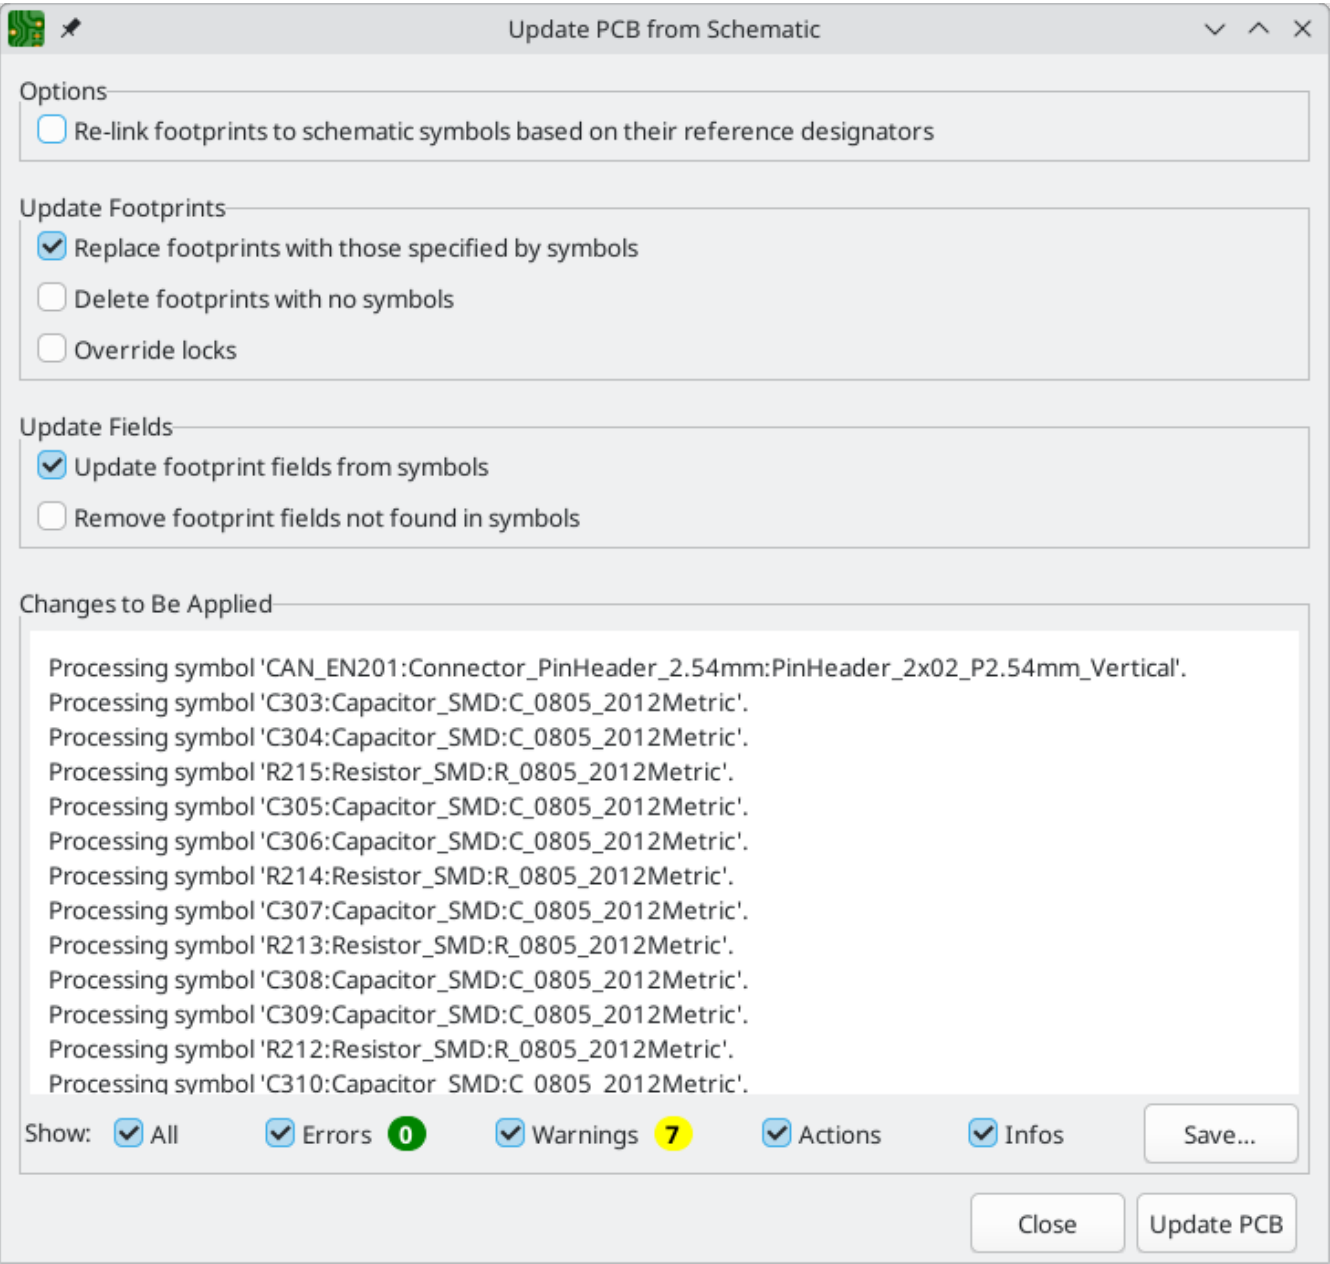 Update PCB from Schematic
Options
Re-link footprints to schematic symbols based on their reference designators
Update Footprints
Replace footprints with those specified by symbols
Delete footprints with no symbols
Override locks
Update Fields
Update footprint fields from symbols
Remove footprint fields not found in symbols
Changes to Be Applied
Processing symbol 'CAN_EN201:Connector_PinHeader_2.54mm:PinHeader_2x02_P2.54mm_Vertical'.
Processing symbol 'C303:Capacitor_SMD:C_0805_2012Metric'.
Processing symbol 'C304:Capacitor_SMD:C_0805_2012Metric'.
Processing symbol 'R215:Resistor_SMD:R_0805_2012Metric'.
Processing symbol 'C305:Capacitor_SMD:C_0805_2012Metric'.
Processing symbol 'C306:Capacitor_SMD:C_0805_2012Metric'.
Processing symbol 'R214:Resistor_SMD:R_0805_2012Metric'.
Processing symbol 'C307:Capacitor_SMD:C_0805_2012Metric'.
Processing symbol 'R213:Resistor_SMD:R_0805_2012Metric'.
Processing symbol 'C308:Capacitor_SMD:C_0805_2012Metric'.
Processing symbol 'C309:Capacitor_SMD:C_0805_2012Metric'.
Processing symbol 'R212:Resistor_SMD:R_0805_2012Metric'.
Processing symbol 'C310:Capacitor_SMD:C_0805_2012Metric'.
Show: All Errors 0 Warnings 7 Actions Infos Save...
Close Update PCB